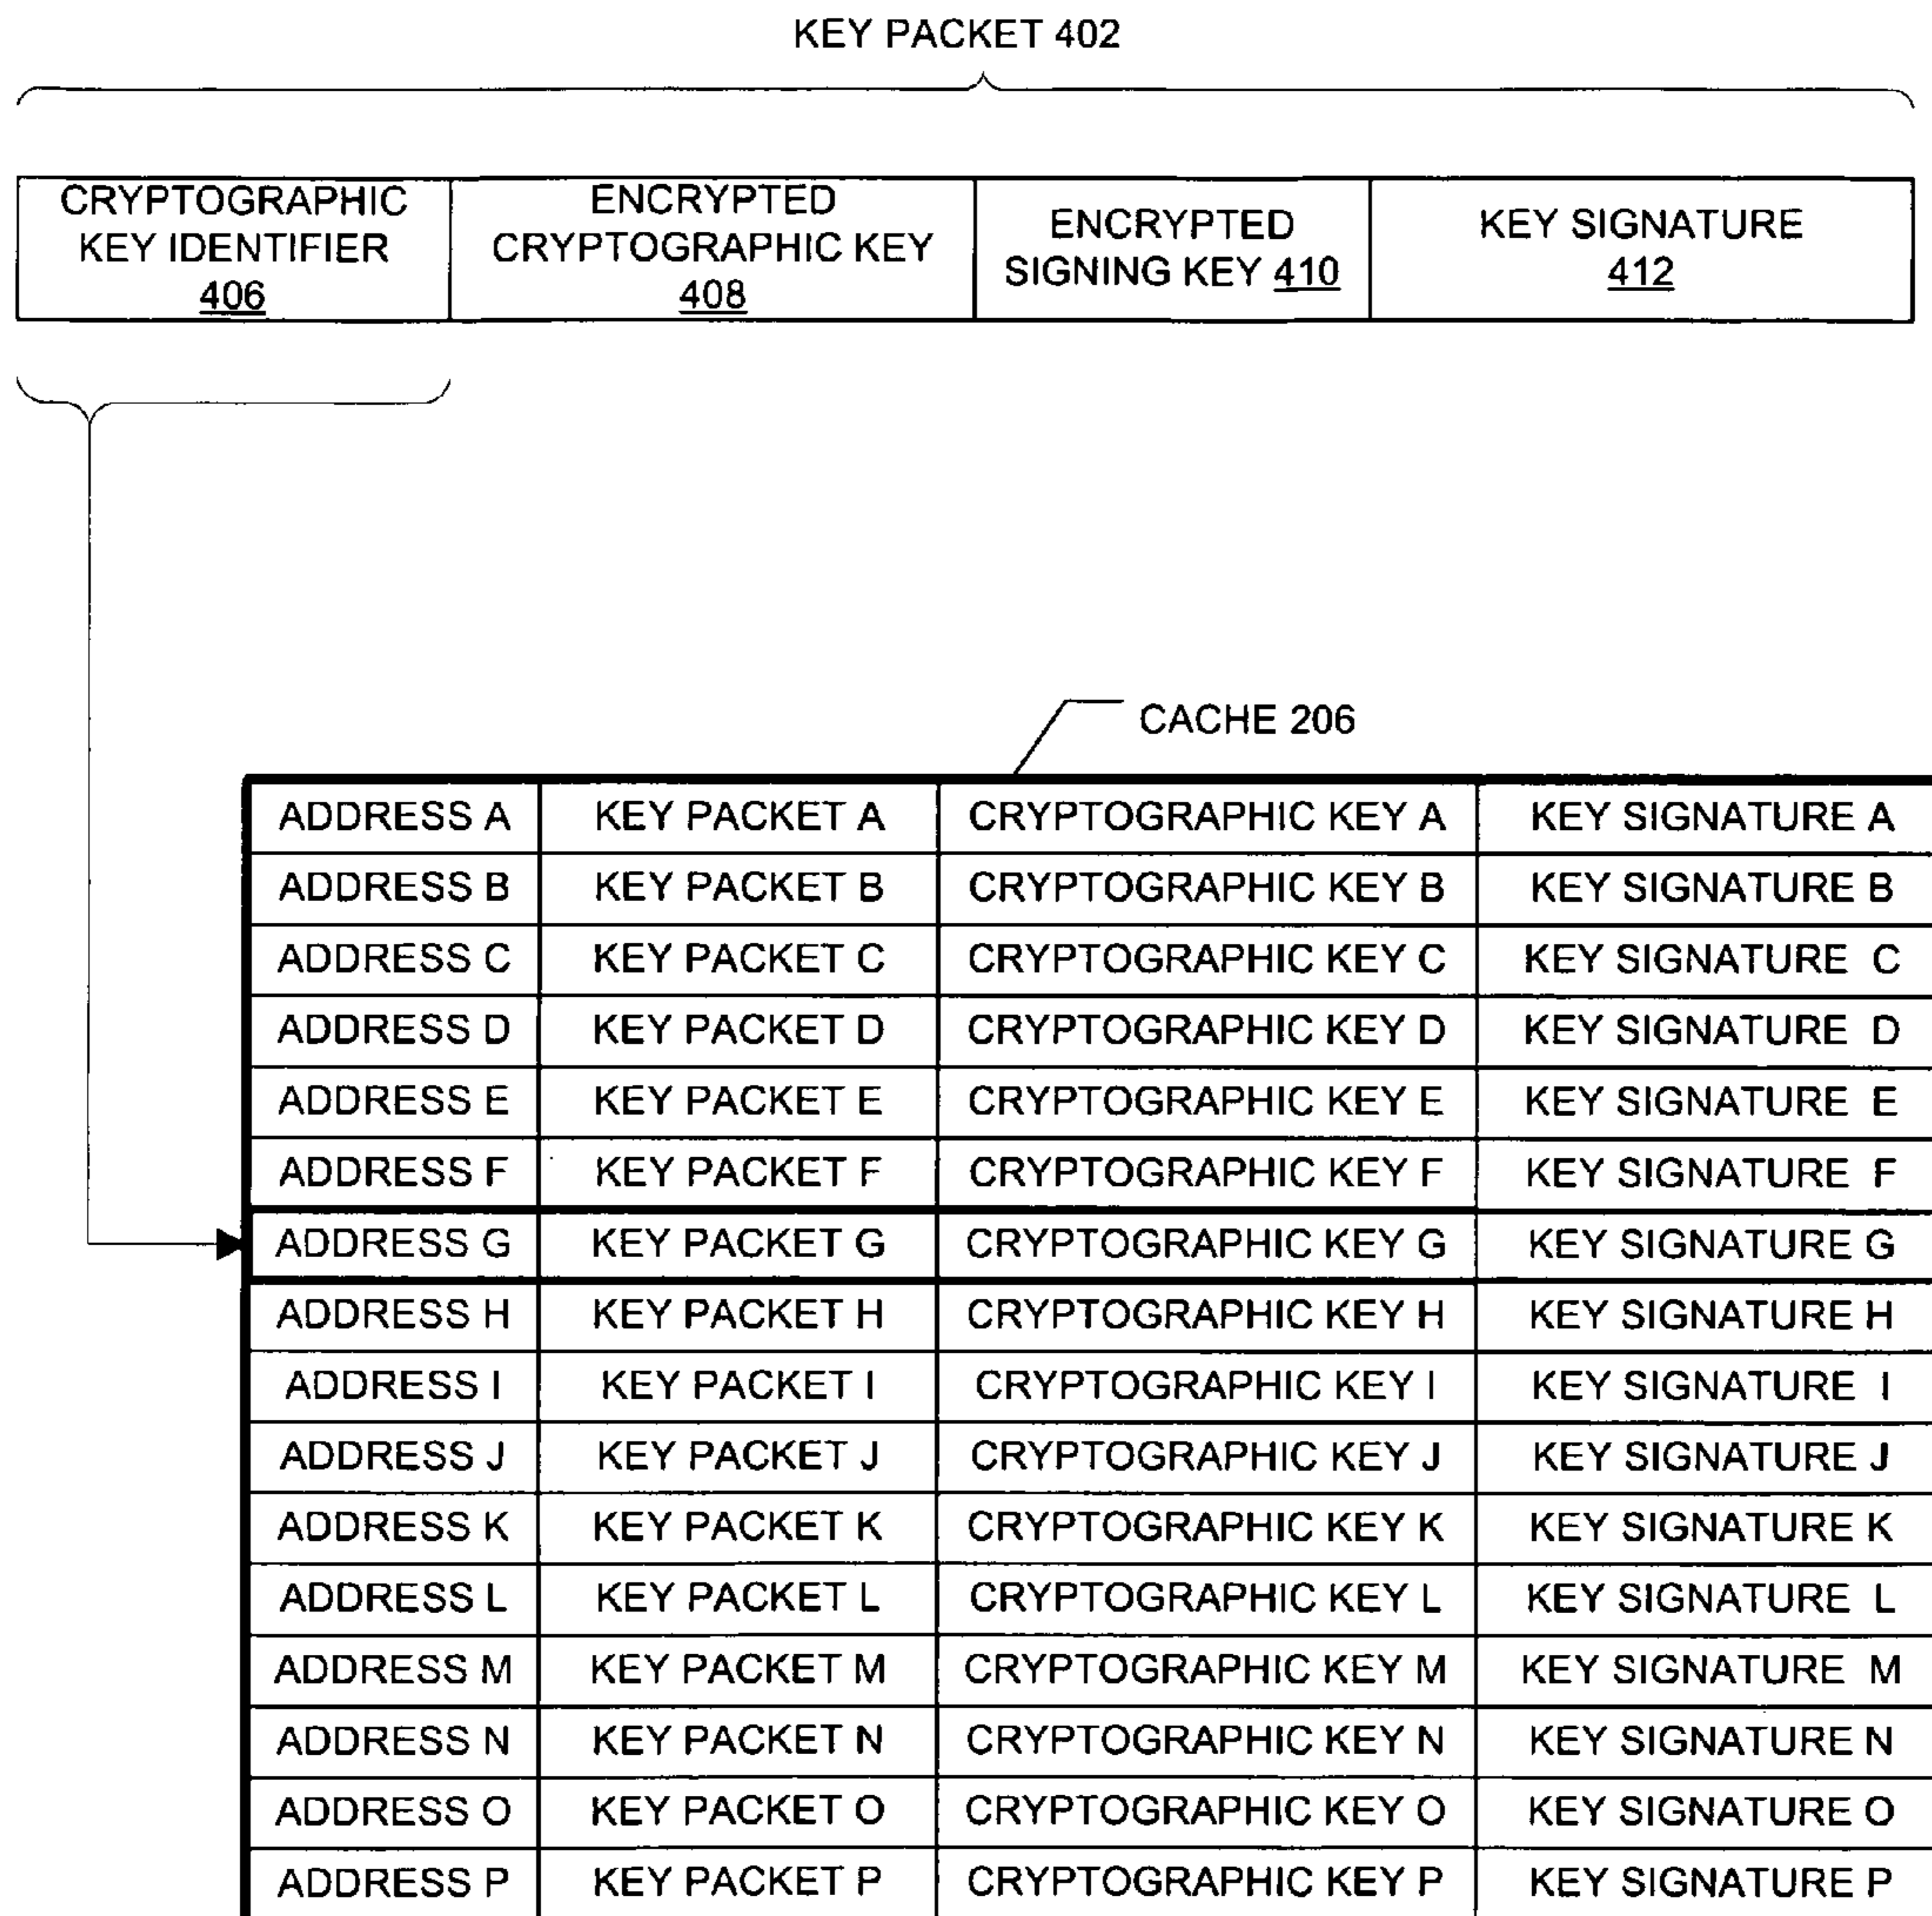 KEY PACKET 402
CRYPTOGRAPHIC
KEY IDENTIFIER
406
ENCRYPTED
CRYPTOGRAPHIC KEY
408
ENCRYPTED
SIGNING KEY 410
KEY SIGNATURE
412
CACHE 206
ADDRESS A KEY PACKET A CRYPTOGRAPHIC KEY A KEY SIGNATURE A
ADDRESS B KEY PACKET B CRYPTOGRAPHIC KEY B KEY SIGNATURE B
ADDRESS C KEY PACKET C CRYPTOGRAPHIC KEY C KEY SIGNATURE C
ADDRESS D KEY PACKET D CRYPTOGRAPHIC KEY D KEY SIGNATURE D
ADDRESS E KEY PACKET E CRYPTOGRAPHIC KEY E KEY SIGNATURE E
ADDRESS F KEY PACKET F CRYPTOGRAPHIC KEY F KEY SIGNATURE F
ADDRESS G KEY PACKET G CRYPTOGRAPHIC KEY G KEY SIGNATURE G
ADDRESS H KEY PACKET H CRYPTOGRAPHIC KEY H KEY SIGNATURE H
ADDRESS I KEY PACKET I CRYPTOGRAPHIC KEY I KEY SIGNATURE I
ADDRESS J KEY PACKET J CRYPTOGRAPHIC KEY J KEY SIGNATURE J
ADDRESS K KEY PACKET K CRYPTOGRAPHIC KEY K KEY SIGNATURE K
ADDRESS L KEY PACKET L CRYPTOGRAPHIC KEY L KEY SIGNATURE L
ADDRESS M KEY PACKET M CRYPTOGRAPHIC KEY M KEY SIGNATURE M
ADDRESS N KEY PACKET N CRYPTOGRAPHIC KEY N KEY SIGNATURE N
ADDRESS O KEY PACKET O CRYPTOGRAPHIC KEY O KEY SIGNATURE O
ADDRESS P KEY PACKET P CRYPTOGRAPHIC KEY P KEY SIGNATURE P